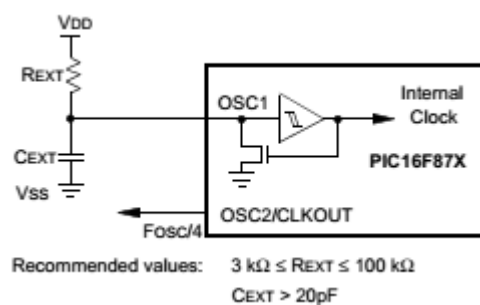 VDD
REXT
OSC1
Internal
Clock
CEXT
PIC16F87X
VSS
OSC2/CLKOUT
FOSC/4
Recommended values: 3 kΩ ≤ REXT ≤ 100 kΩ
CEXT > 20pF